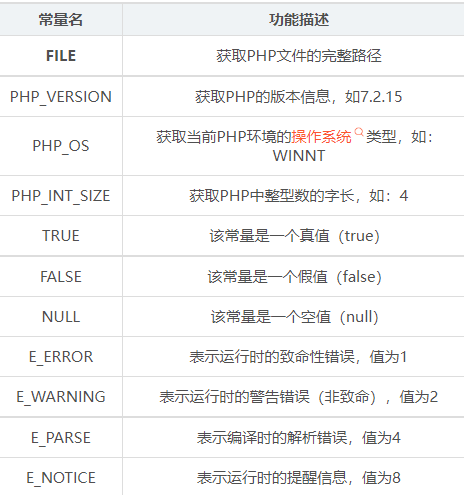 常量名 功能描述
FILE 获取PHP文件的完整路径
PHP_VERSION 获取PHP的版本信息，如7.2.15
PHP_OS 获取当前PHP环境的操作系统类型，如：
WINNT
PHP_INT_SIZE 获取PHP中整型数的字长，如：4
TRUE 该常量是一个真值（true）
FALSE 该常量是一个假值（false）
NULL 该常量是一个空值（null）
E_ERROR 表示运行时的致命性错误，值为1
E_WARNING 表示运行时的警告错误（非致命），值为2
E_PARSE 表示编译时的解析错误，值为4
E_NOTICE 表示运行时的提醒信息，值为8